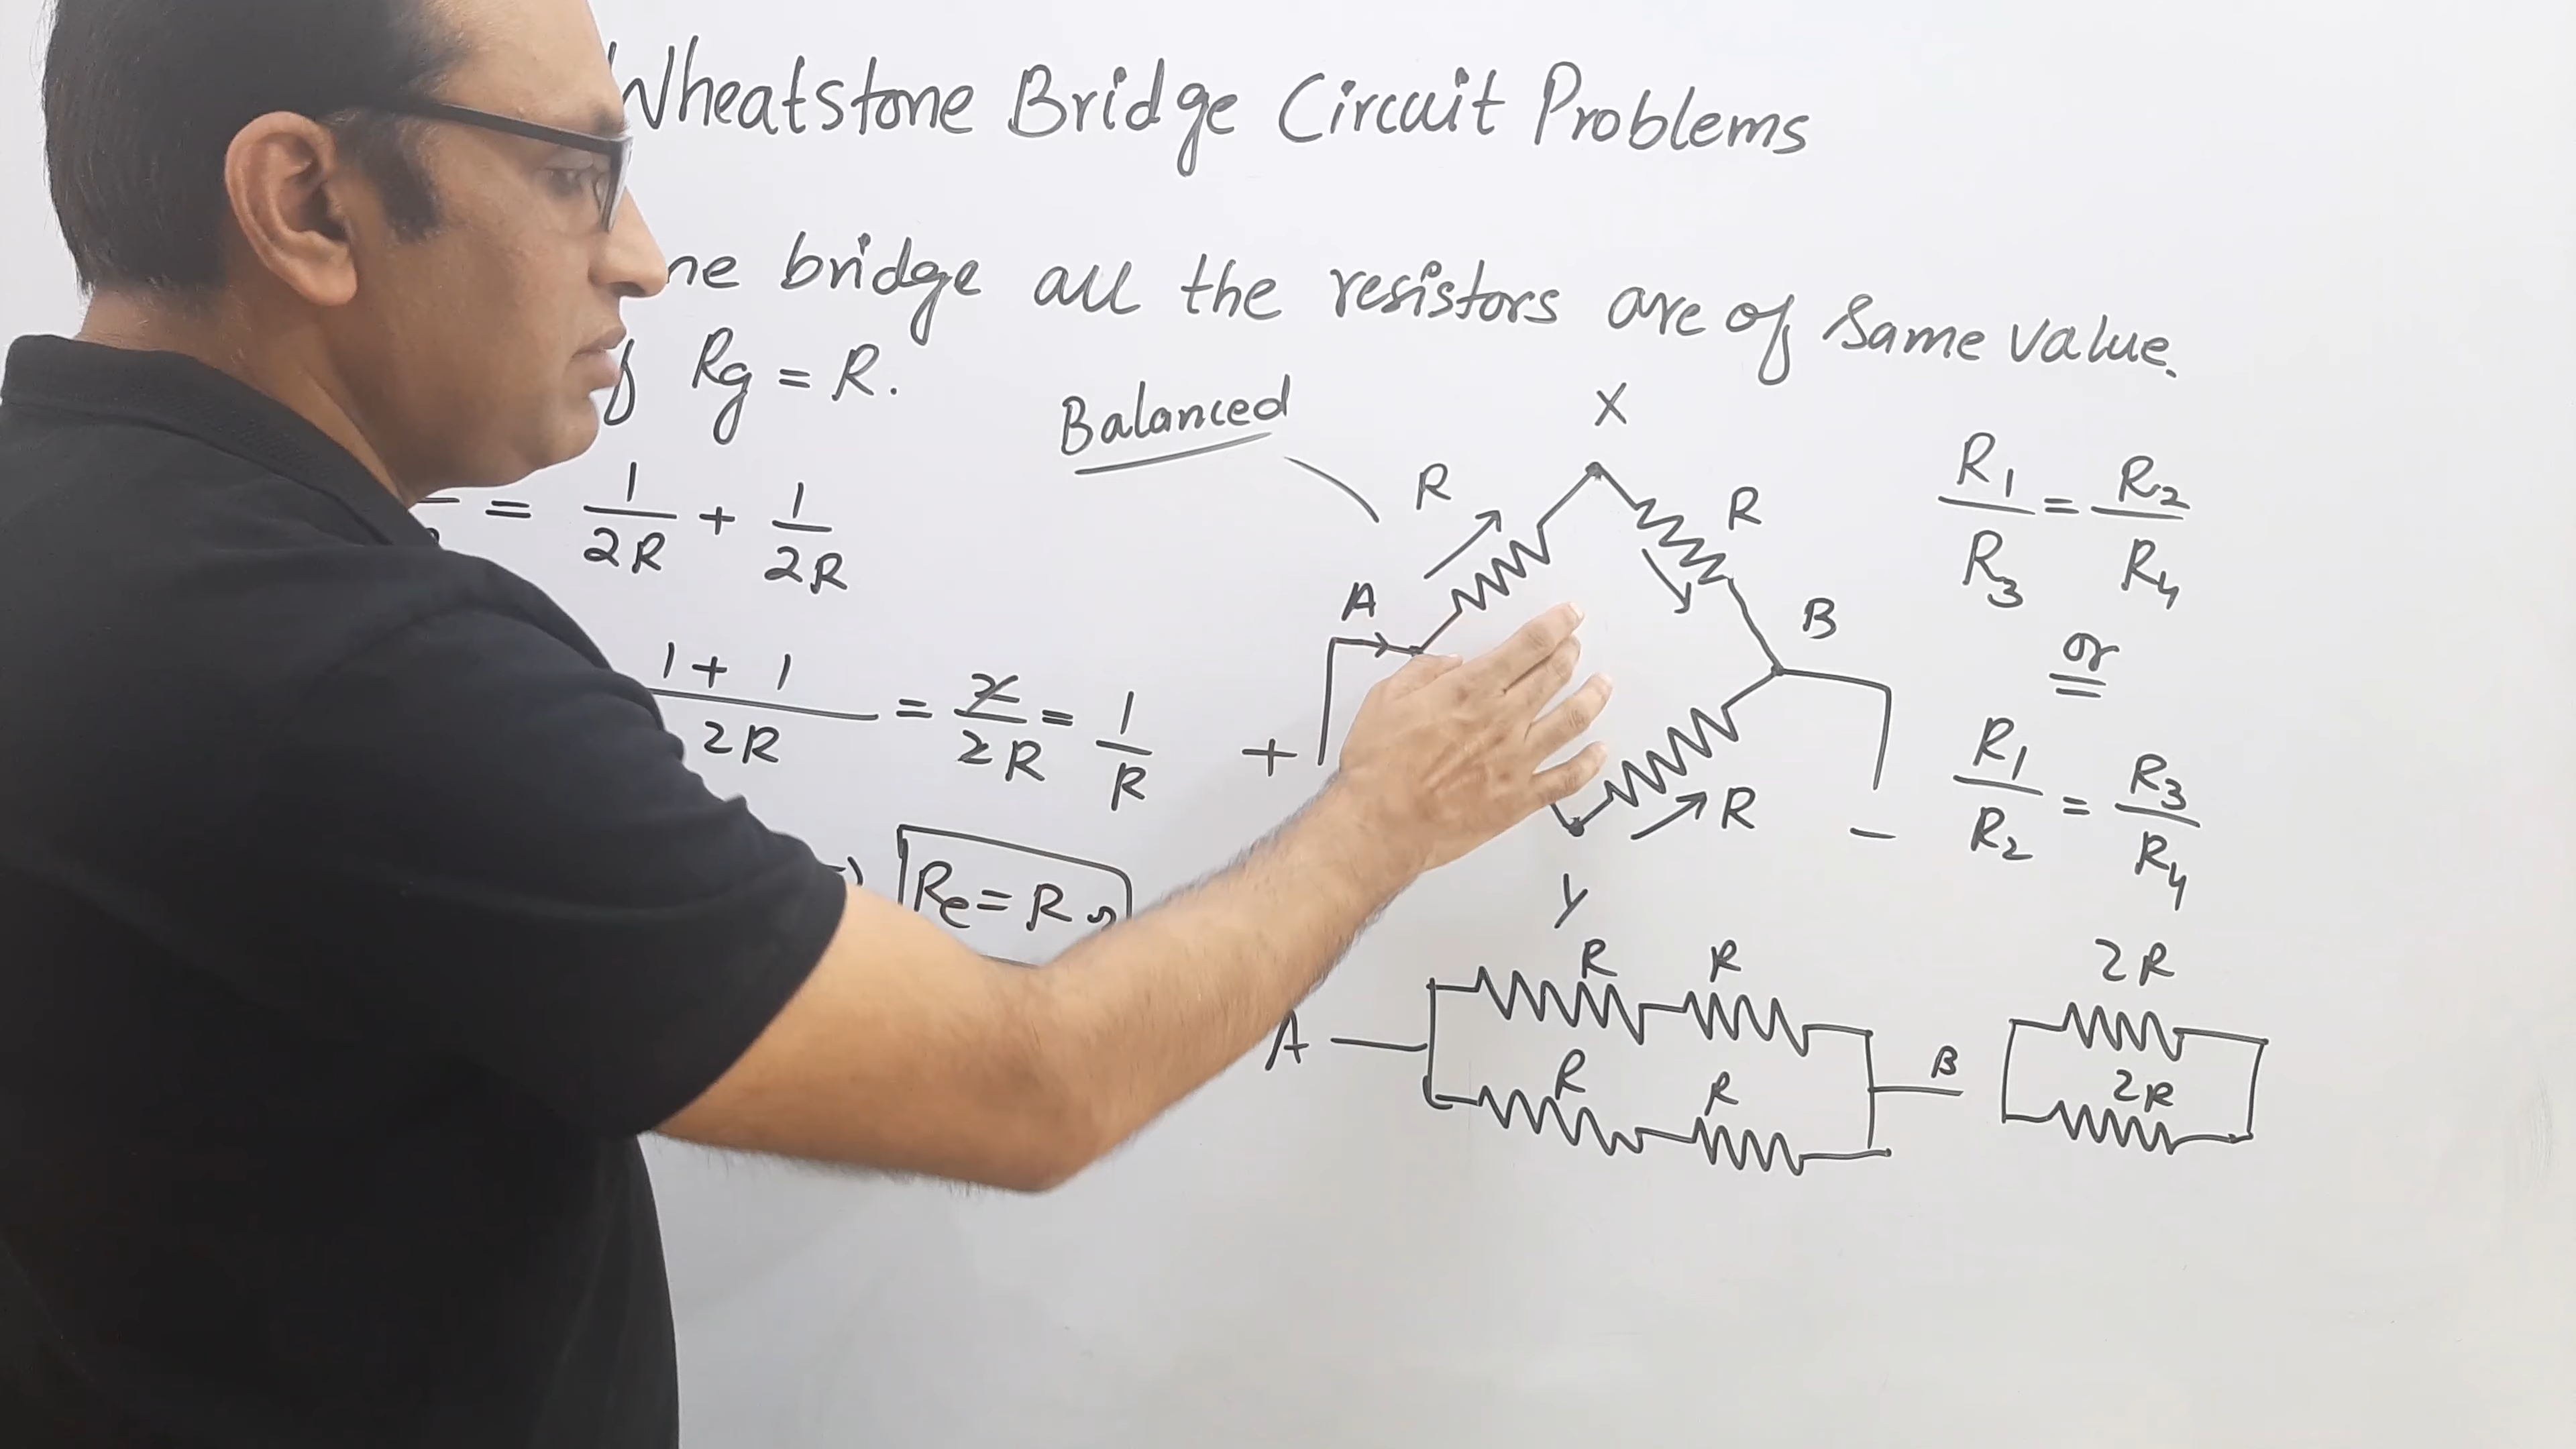 Wheatstone Bridge Circuit Problems
ne bridge all the resistors are of same value.
f Rg = R.
Balanced
= 1/2R + 1/2R
1 + 1/2R = 2/2R = 1/R
Re = R
X
R
R
A
B
+
−
R
Y
R1/R3 = R2/R4
or
R1/R2 = R3/R4
R R
A
B
R R
2R
2R